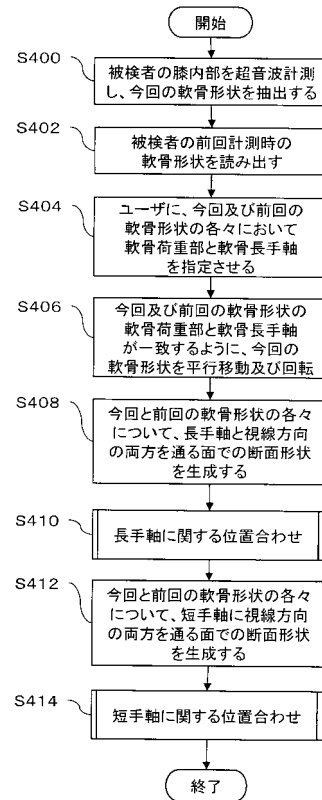 開始
S400
被検者の膝内部を超音波計測
し、今回の軟骨形状を抽出する
S402
被検者の前回計測時の
軟骨形状を読み出す
S404
ユーザに、今回及び前回の
軟骨形状の各々において
軟骨荷重部と軟骨長手軸
を指定させる
S406
今回及び前回の軟骨形状の
軟骨荷重部と軟骨長手軸
が一致するように、今回の
軟骨形状を平行移動及び回転
S408
今回と前回の軟骨形状の各々
について、長手軸と視線方向
の両方を通る面での断面形状
を生成する
S410
長手軸に関する位置合わせ
S412
今回と前回の軟骨形状の各々
について、短手軸に視線方向
の両方を通る面での断面形状
を生成する
S414
短手軸に関する位置合わせ
終了